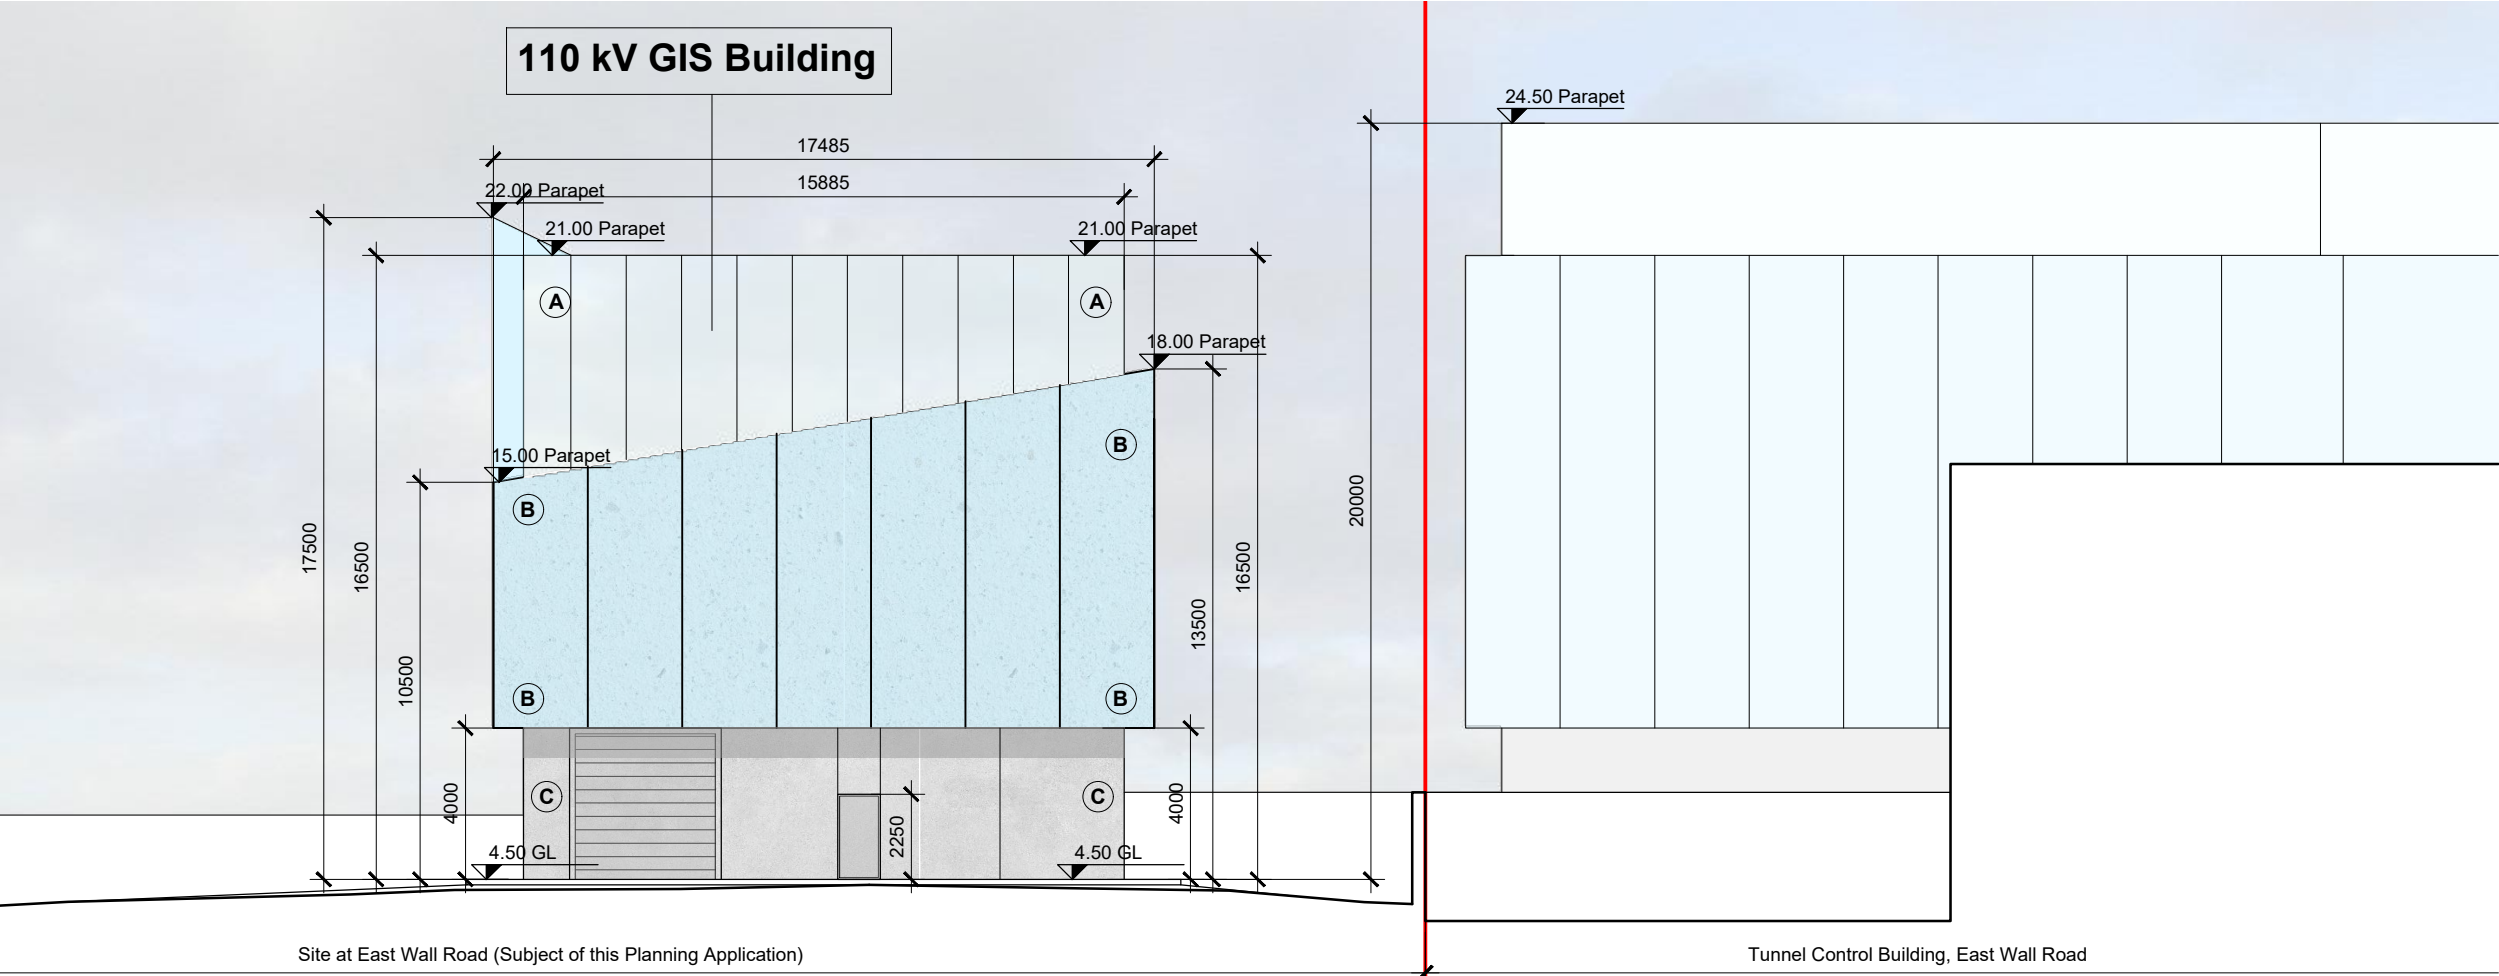 110 kV GIS Building
24.50 Parapet
17485
15885
22.00 Parapet
21.00 Parapet
21.00 Parapet
A
A
18.00 Parapet
B
15.00 Parapet
B
17500
16500
10500
20000
16500
13500
B
B
C
C
4000
4000
2250
4.50 GL
4.50 GL
Site at East Wall Road (Subject of this Planning Application)
Tunnel Control Building, East Wall Road